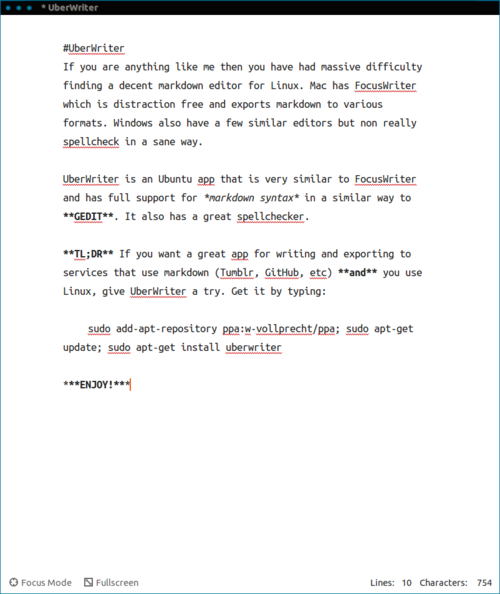 * UberWriter
#UberWriter
If you are anything like me then you have had massive difficulty
finding a decent markdown editor for Linux. Mac has FocusWriter
which is distraction free and exports markdown to various
formats. Windows also have a few similar editors but non really
spellcheck in a sane way.
UberWriter is an Ubuntu app that is very similar to FocusWriter
and has full support for *markdown syntax* in a similar way to
**GEDIT**. It also has a great spellchecker.
**TL;DR** If you want a great app for writing and exporting to
services that use markdown (Tumblr, GitHub, etc) **and** you use
Linux, give UberWriter a try. Get it by typing:
sudo add-apt-repository ppa:w-vollprecht/ppa; sudo apt-get
update; sudo apt-get install uberwriter
***ENJOY!***
Focus Mode Fullscreen Lines: 10 Characters: 754